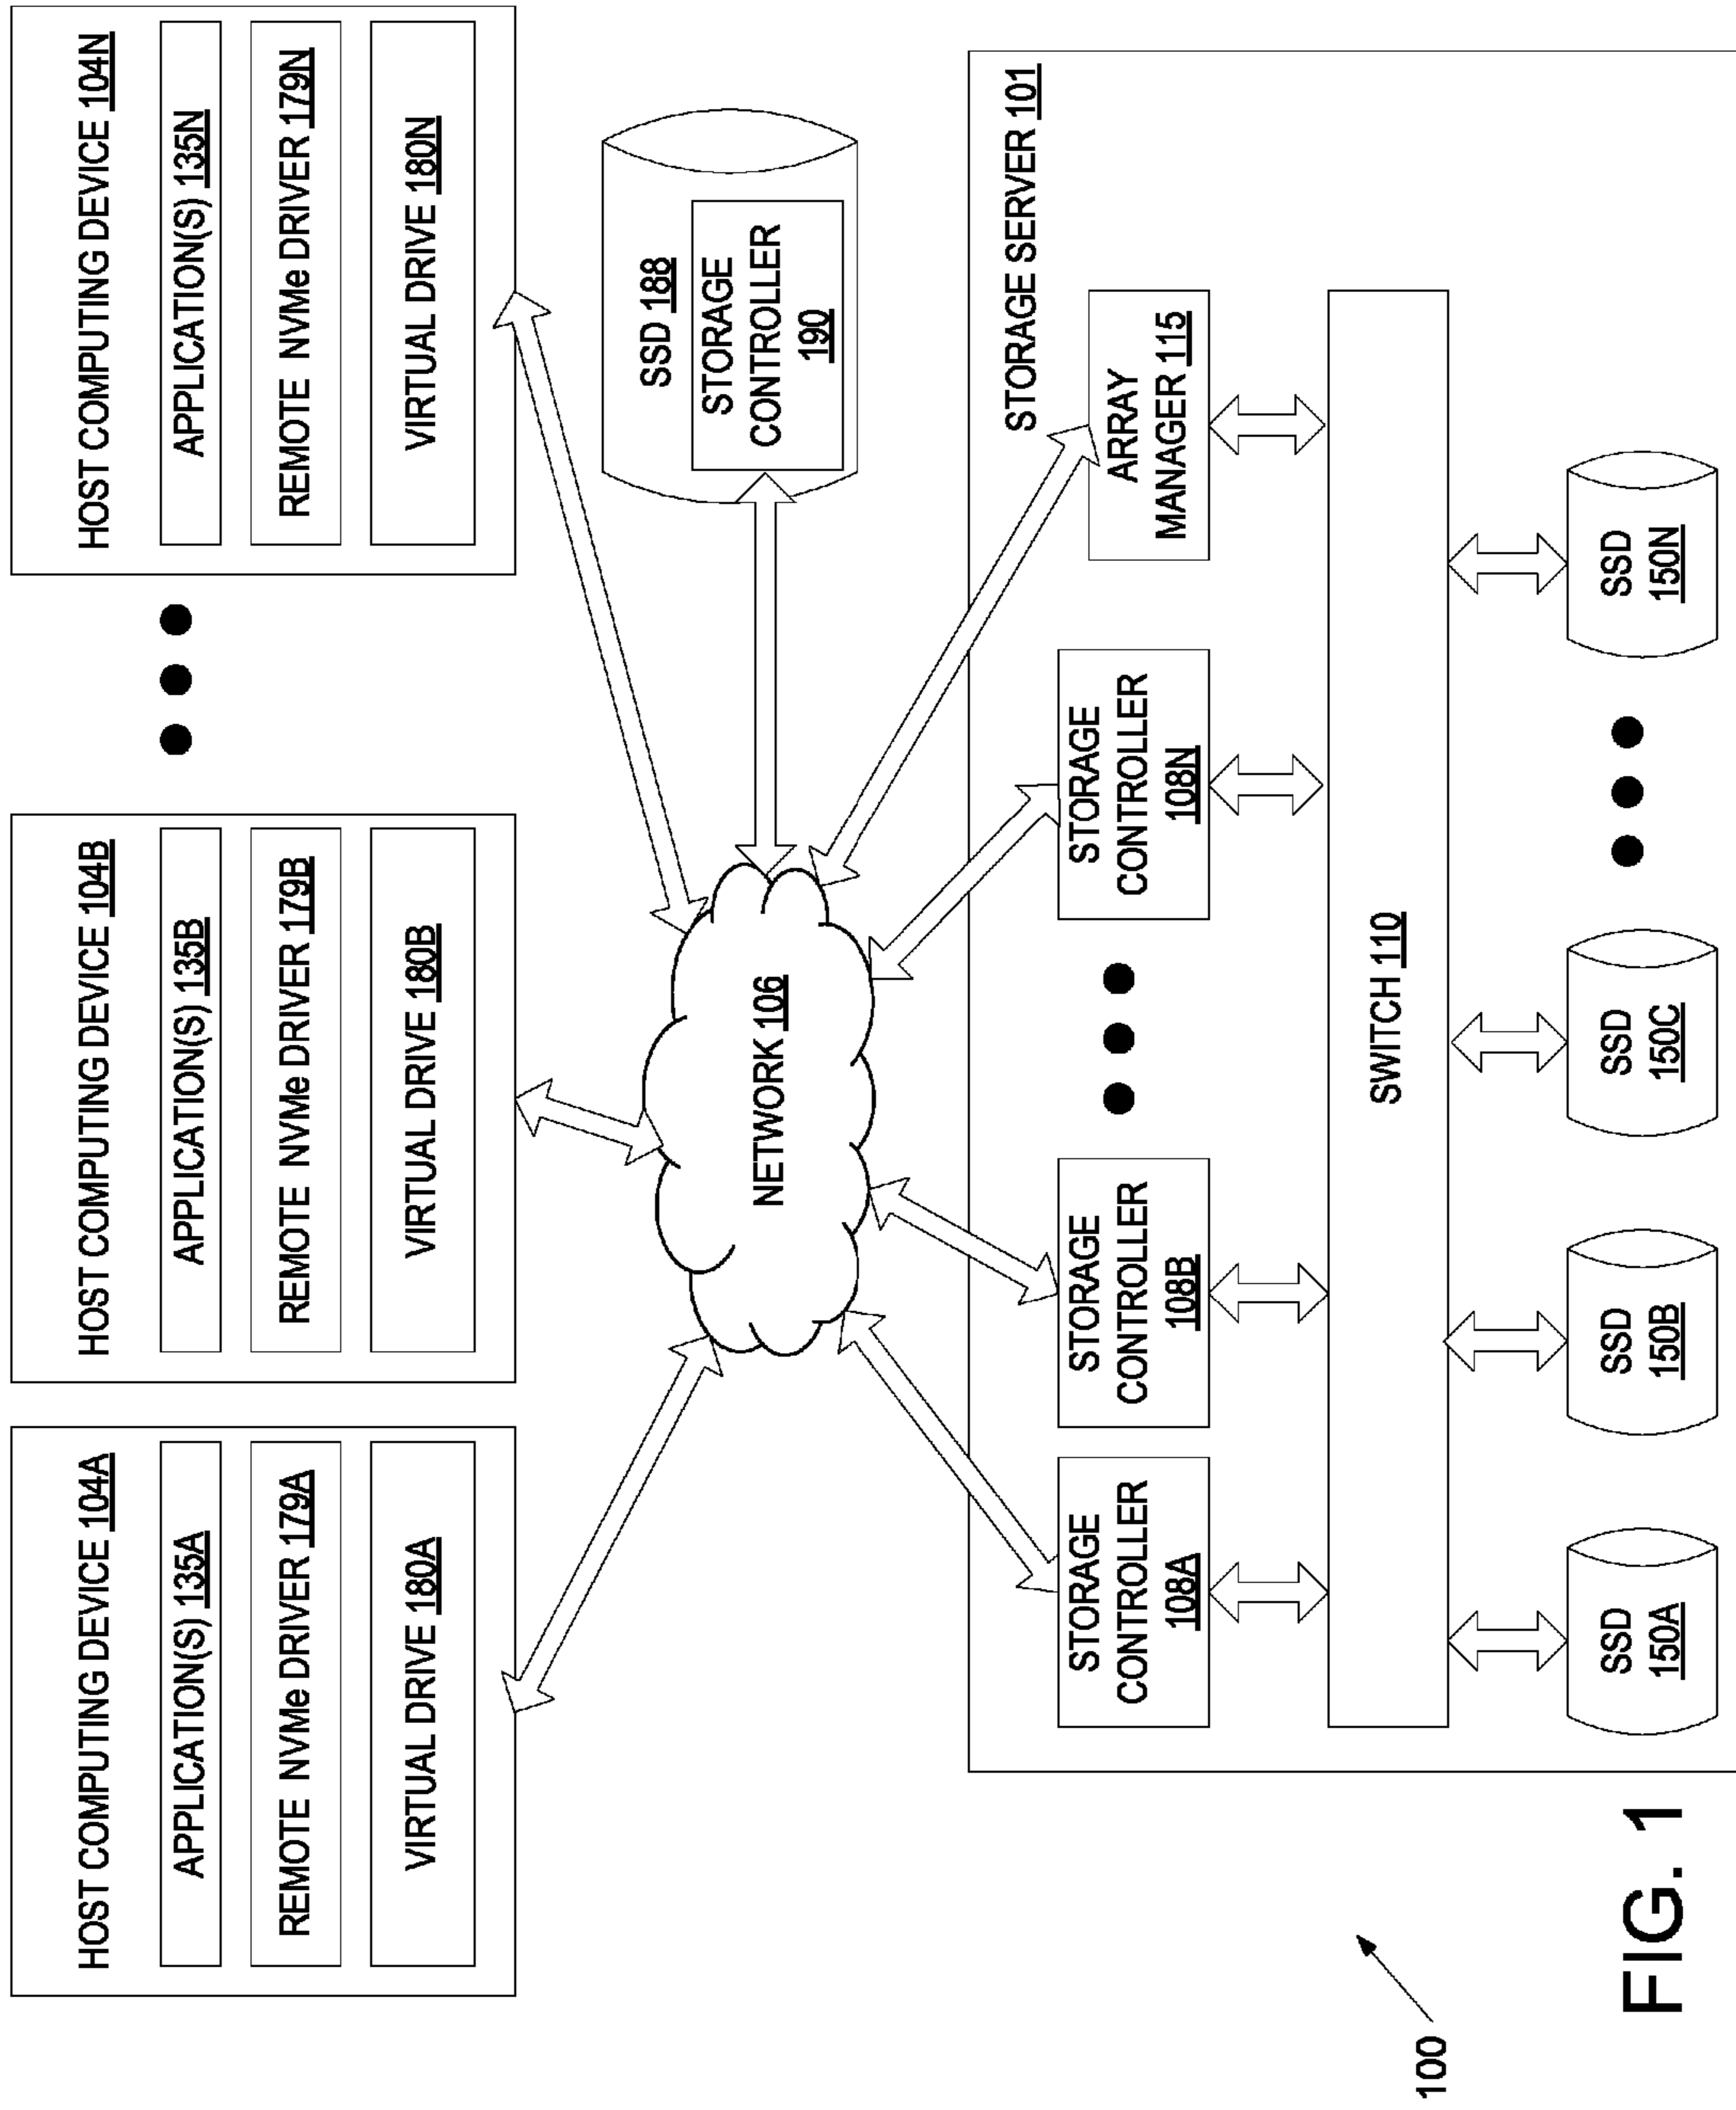 HOST COMPUTING DEVICE 104A
APPLICATION(S) 135A
REMOTE NVMe DRIVER 179A
VIRTUAL DRIVE 180A
HOST COMPUTING DEVICE 104B
APPLICATION(S) 135B
REMOTE NVMe DRIVER 179B
VIRTUAL DRIVE 180B
HOST COMPUTING DEVICE 104N
APPLICATION(S) 135N
REMOTE NVMe DRIVER 179N
VIRTUAL DRIVE 180N
NETWORK 106
SSD 188
STORAGE
CONTROLLER
190
STORAGE SERVER 101
STORAGE
CONTROLLER
108A
STORAGE
CONTROLLER
108B
STORAGE
CONTROLLER
108N
ARRAY
MANAGER 115
SWITCH 110
SSD
150A
SSD
150B
SSD
150C
SSD
150N
100
FIG. 1